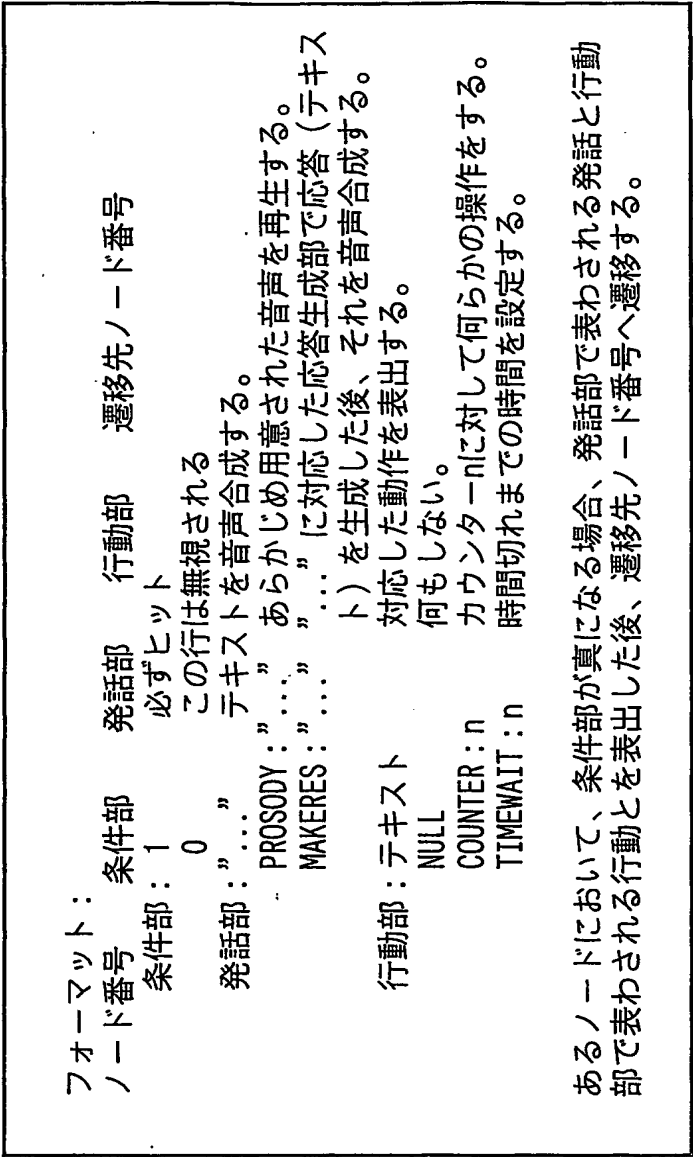 フォーマット：
ノード番号　条件部　発話部　行動部　遷移先ノード番号
条件部：1　必ずヒット
0　この行は無視される
発話部：”...”　テキストを音声合成する。
PROSODY：”...”　あらかじめ用意された音声を再生する。
MAKERES：”...”　”...”に対応した応答生成部で応答（テキス
ト）を生成した後、それを音声合成する。
行動部：テキスト　対応した動作を表出する。
NULL　何もしない。
COUNTER：n　カウンターnに対して何らかの操作をする。
TIMEWAIT：n　時間切れまでの時間を設定する。
あるノードにおいて、条件部が真になる場合、発話部で表わされる発話と行動
部で表わされる行動とを表出した後、遷移先ノード番号へ遷移する。